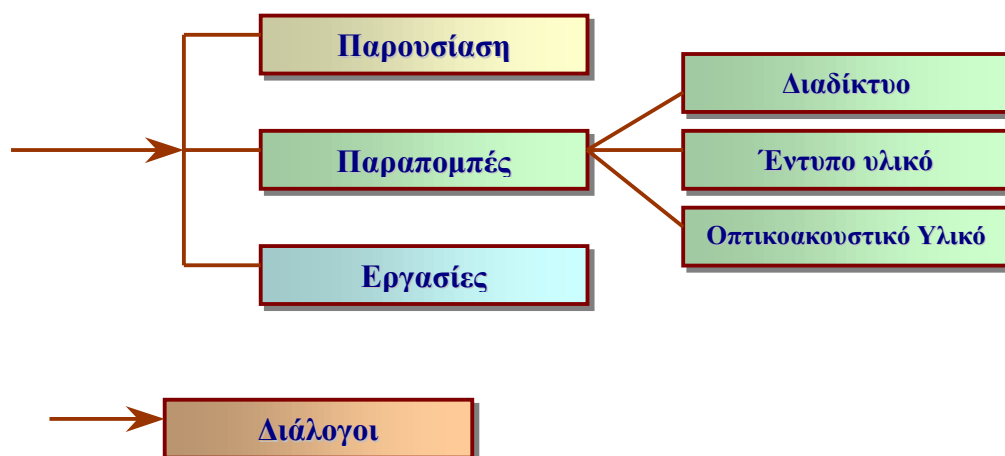 Παρουσίαση
Παραπομπές
Εργασίες
Διαδίκτυο
Έντυπο υλικό
Οπτικοακουστικό Υλικό
Διάλογοι